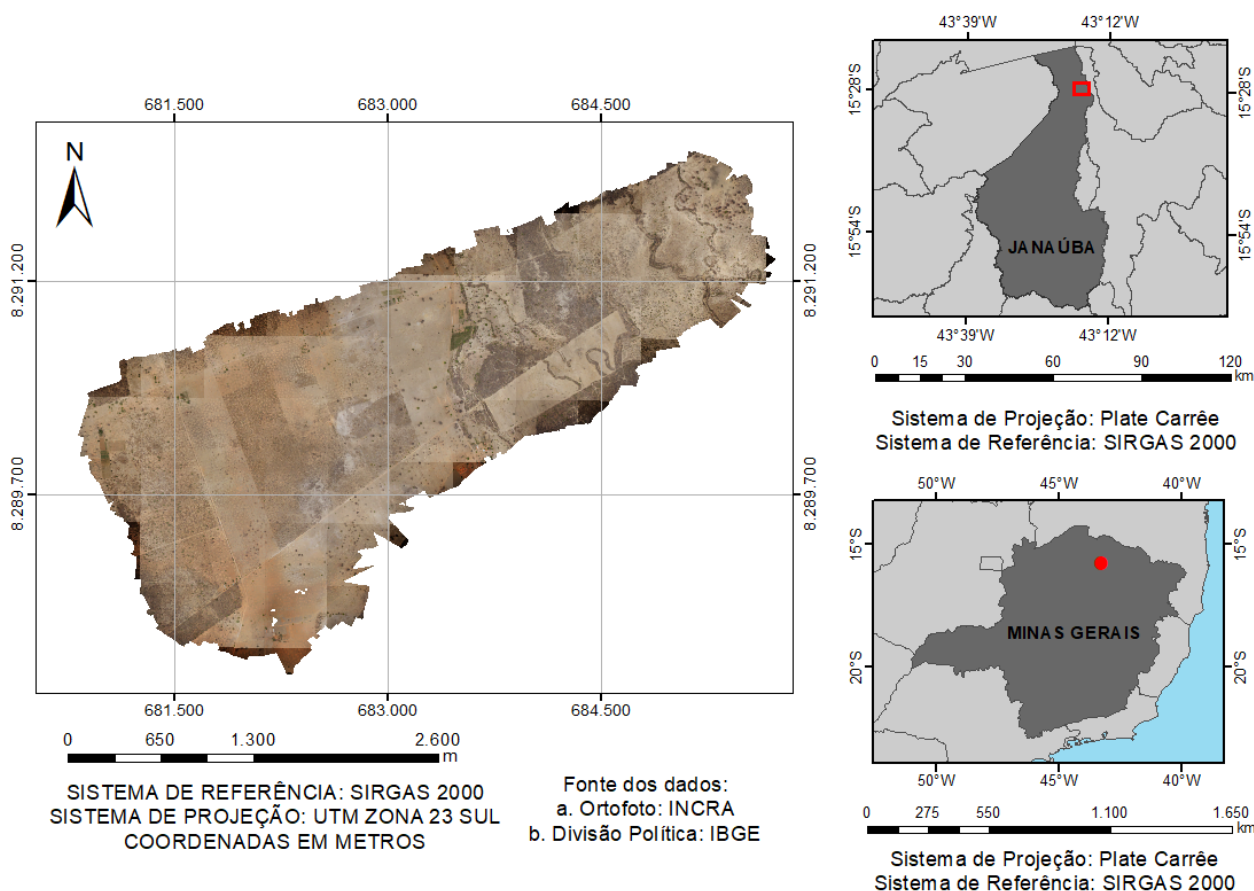 681.500 683.000 684.500
N
8.291.200 8.291.200
8.289.700 8.289.700
681.500 683.000 684.500
0 650 1.300 2.600
m
SISTEMA DE REFERÊNCIA: SIRGAS 2000
SISTEMA DE PROJEÇÃO: UTM ZONA 23 SUL
COORDENADAS EM METROS
Fonte dos dados:
a. Ortofoto: INCRA
b. Divisão Política: IBGE
43°39'W 43°12'W
15°28'S 15°28'S
15°54'S 15°54'S
JANAÚBA
43°39'W 43°12'W
0 15 30 60 90 120
km
Sistema de Projeção: Plate Carrêe
Sistema de Referência: SIRGAS 2000
50°W 45°W 40°W
15°S 15°S
MINAS GERAIS
20°S 20°S
50°W 45°W 40°W
0 275 550 1.100 1.650
km
Sistema de Projeção: Plate Carrêe
Sistema de Referência: SIRGAS 2000